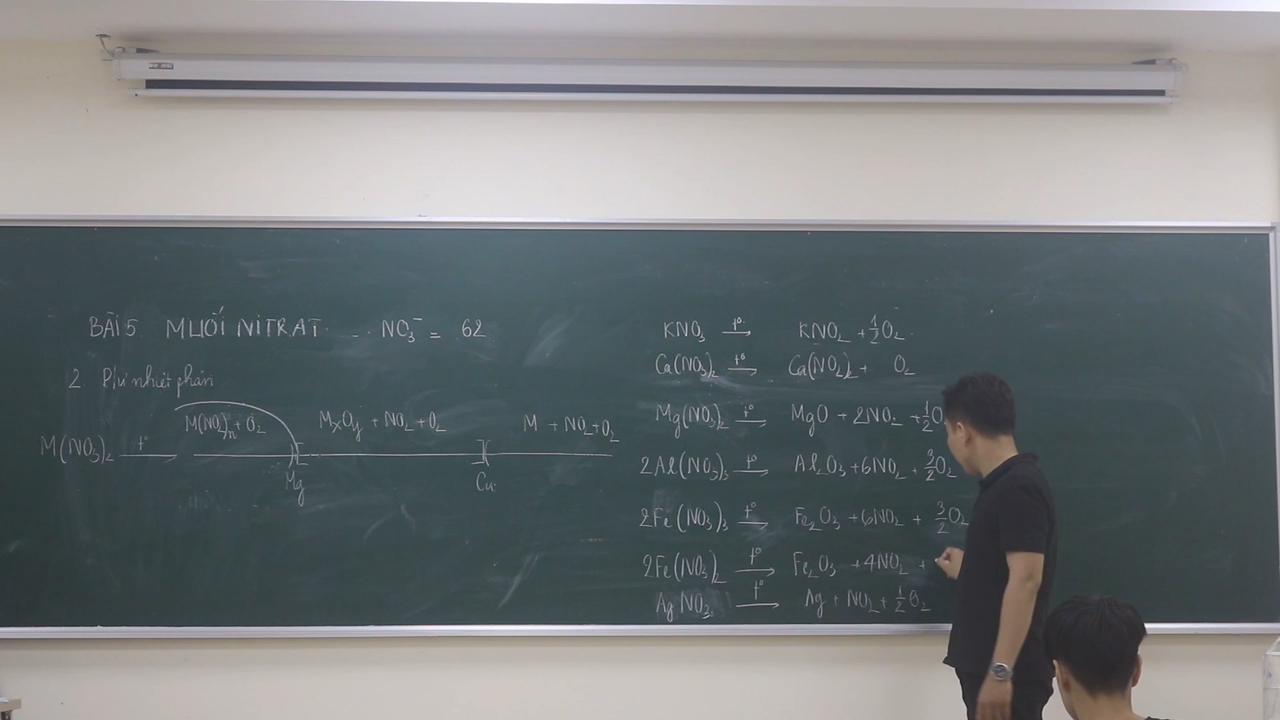 BÀI 5. MUỐI NITRAT. - NO₃⁻ = 62
2 P/ư nhiệt phân
M(NO₃)₂ t° → M(NO₂)n + O₂ MxOy + NO₂ + O₂ M + NO₂ + O₂
Mg Cu
KNO₃ t° → KNO₂ + 1/2 O₂
Ca(NO₃)₂ t° → Ca(NO₂)₂ + O₂
Mg(NO₃)₂ t° → MgO + 2NO₂ + 1/2 O
2Al(NO₃)₃ t° → Al₂O₃ + 6NO₂ + 3/2 O₂
2Fe(NO₃)₃ t° → Fe₂O₃ + 6NO₂ + 3/2 O₂
2Fe(NO₃)₂ t° → Fe₂O₃ + 4NO₂ +
AgNO₃ t° → Ag + NO₂ + 1/2 O₂